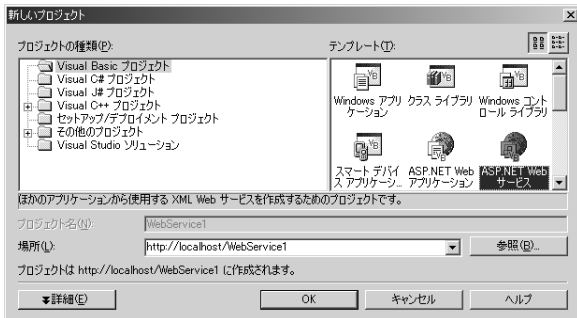 新しいプロジェクト
プロジェクトの種類(P):
テンプレート(T):
Visual Basic プロジェクト
Visual C# プロジェクト
Visual J# プロジェクト
Visual C++ プロジェクト
セットアップ/デプロイメント プロジェクト
その他のプロジェクト
Visual Studio ソリューション
Windows アプリ
ケーション
クラス ライブラリ
Windows コント
ロール ライブラリ
スマート デバイ
ス アプリケーシ...
ASP.NET Web
アプリケーション
ASP.NET Web
サービス
ほかのアプリケーションから使用する XML Web サービスを作成するためのプロジェクトです。
プロジェクト名(N):
WebService1
場所(L):
http://localhost/WebService1
参照(B)...
プロジェクトは http://localhost/WebService1 に作成されます。
詳細(E)
OK
キャンセル
ヘルプ